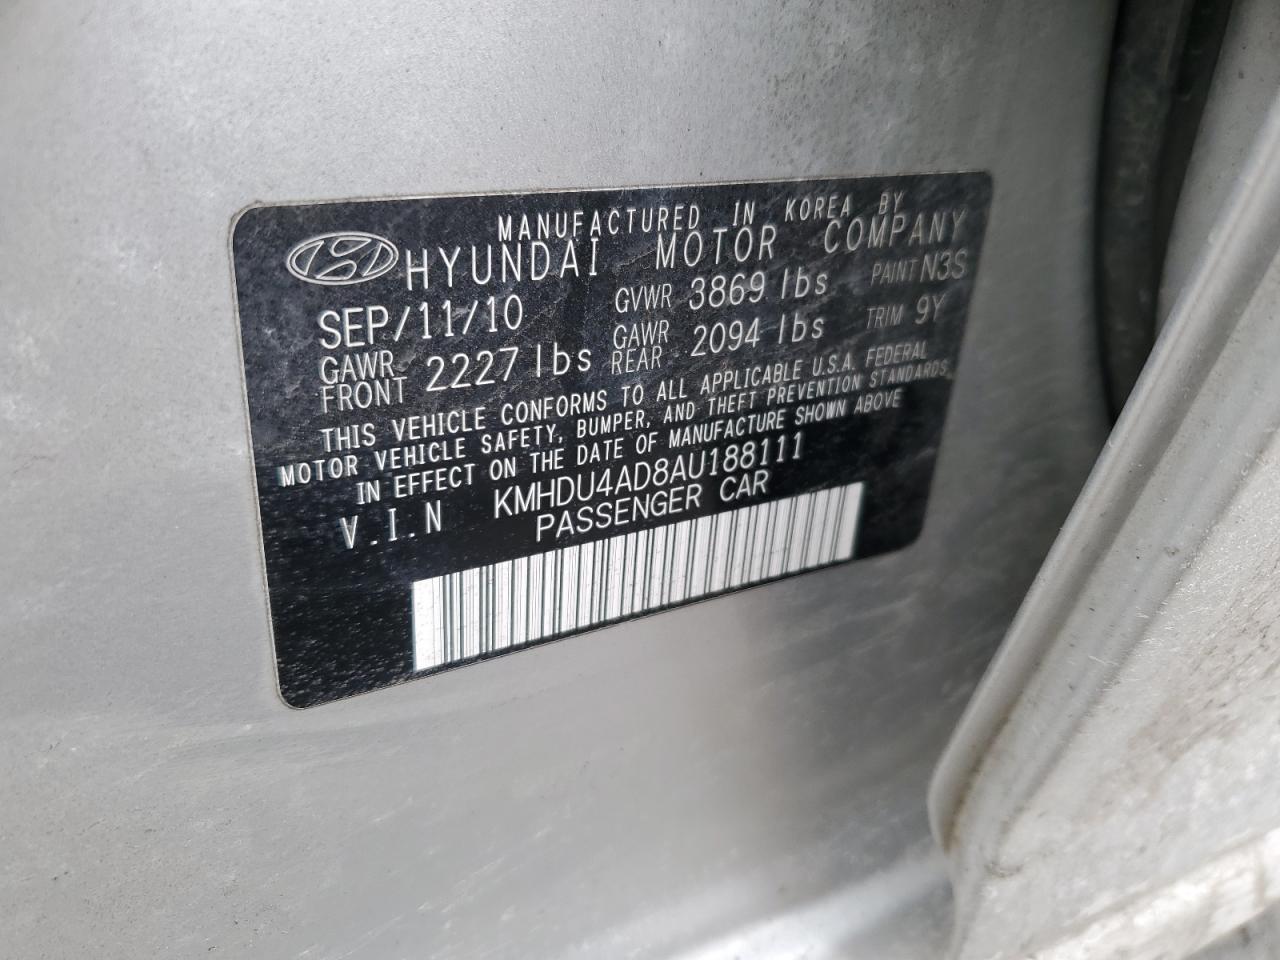 MANUFACTURED IN KOREA BY
HYUNDAI MOTOR COMPANY
SEP/11/10 GVWR 3869 lbs PAINT N3S
GAWR FRONT 2227 lbs GAWR REAR 2094 lbs TRIM 9Y
THIS VEHICLE CONFORMS TO ALL APPLICABLE U.S.A. FEDERAL
MOTOR VEHICLE SAFETY, BUMPER, AND THEFT PREVENTION STANDARDS
IN EFFECT ON THE DATE OF MANUFACTURE SHOWN ABOVE
V.I.N KMHDU4AD8AU188111
PASSENGER CAR